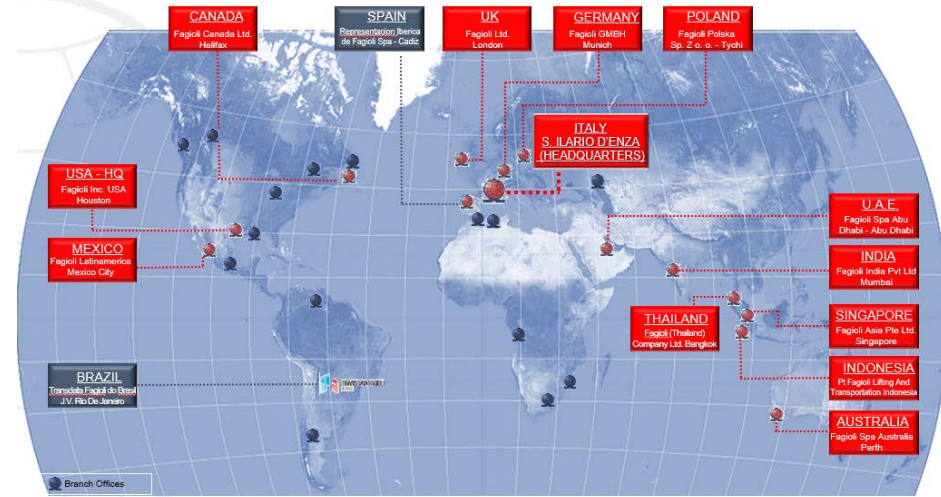 CANADA
Fagioli Canada Ltd.
Halifax
SPAIN
Representacion Iberica
de Fagioli Spa - Cadiz
UK
Fagioli Ltd.
London
GERMANY
Fagioli GMBH
Munich
POLAND
Fagioli Polska
Sp. Z o. o. - Tychi
ITALY
S. ILARIO D'ENZA
(HEADQUARTERS)
USA - HQ
Fagioli Inc. USA
Houston
MEXICO
Fagioli Latinamerica
Mexico City
U.A.E.
Fagioli Spa Abu
Dhabi - Abu Dhabi
INDIA
Fagioli India Pvt Ltd
Mumbai
THAILAND
Fagioli (Thailand)
Company Ltd. Bangkok
SINGAPORE
Fagioli Asia Pte Ltd.
Singapore
INDONESIA
Pt Fagioli Lifting And
Transportation Indonesia
BRAZIL
Transdata Fagioli do Brasil
J.V. Rio De Janeiro
AUSTRALIA
Fagioli Spa Australia
Perth
Branch Offices